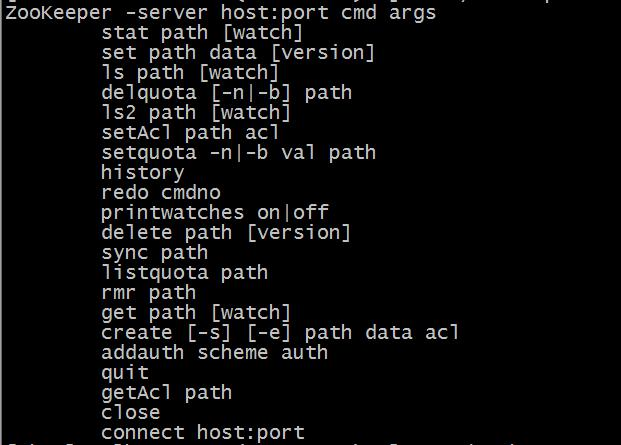 ZooKeeper -server host:port cmd args
stat path [watch]
set path data [version]
ls path [watch]
delquota [-n|-b] path
ls2 path [watch]
setAcl path acl
setquota -n|-b val path
history
redo cmdno
printwatches on|off
delete path [version]
sync path
listquota path
rmr path
get path [watch]
create [-s] [-e] path data acl
addauth scheme auth
quit
getAcl path
close
connect host:port